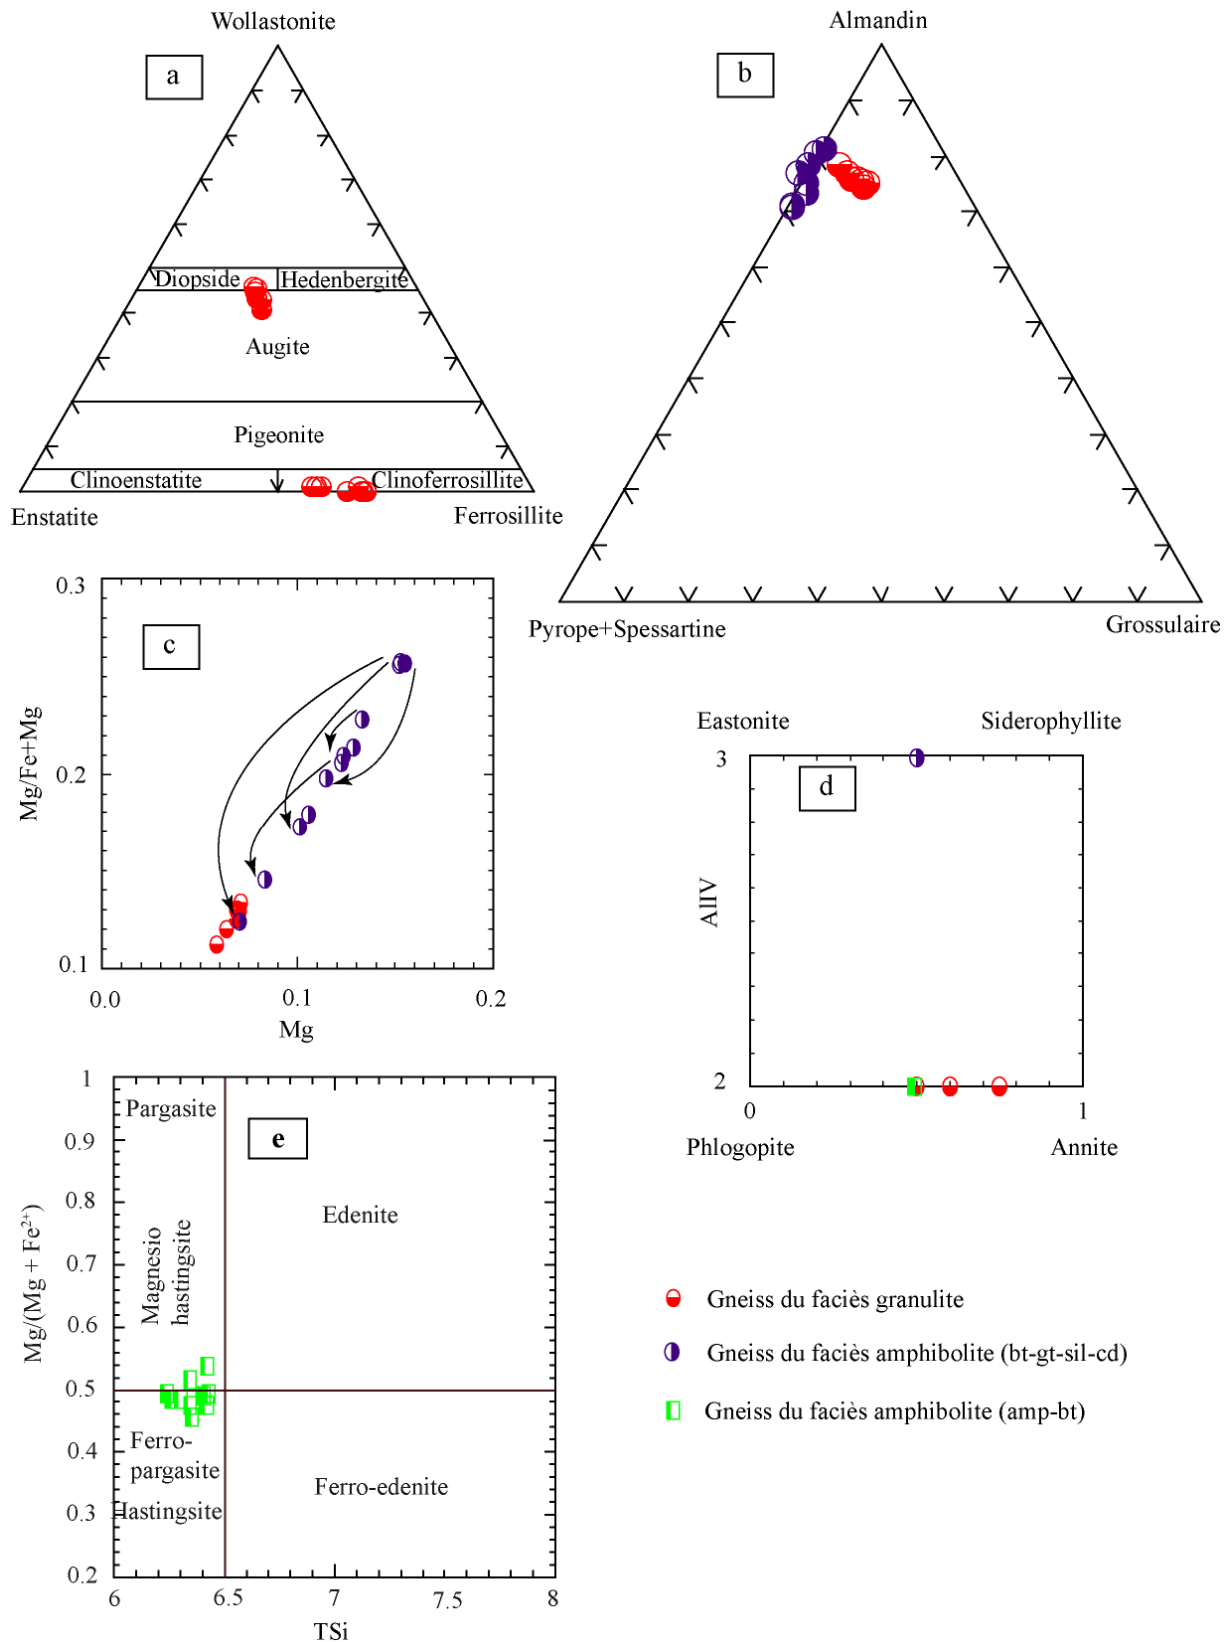 Wollastonite
a
Diopside
Hedenbergite
Augite
Pigeonite
Clinoenstatite
Clinoferrosillite
Enstatite
Ferrosillite
Almandin
b
Pyrope+Spessartine
Grossulaire
0.3
c
Mg/Fe+Mg
0.2
0.1
0.0
0.1
0.2
Mg
Eastonite
Siderophyllite
3
d
AlIV
2
0
1
Phlogopite
Annite
1
Pargasite
e
0.9
0.8
Edenite
Mg/(Mg + Fe²⁺)
0.7
Magnesio
hastingsite
0.6
0.5
0.4
Ferro-
pargasite
Ferro-edenite
0.3
Hastingsite
0.2
6
6.5
7
7.5
8
TSi
Gneiss du faciès granulite
Gneiss du faciès amphibolite (bt-gt-sil-cd)
Gneiss du faciès amphibolite (amp-bt)